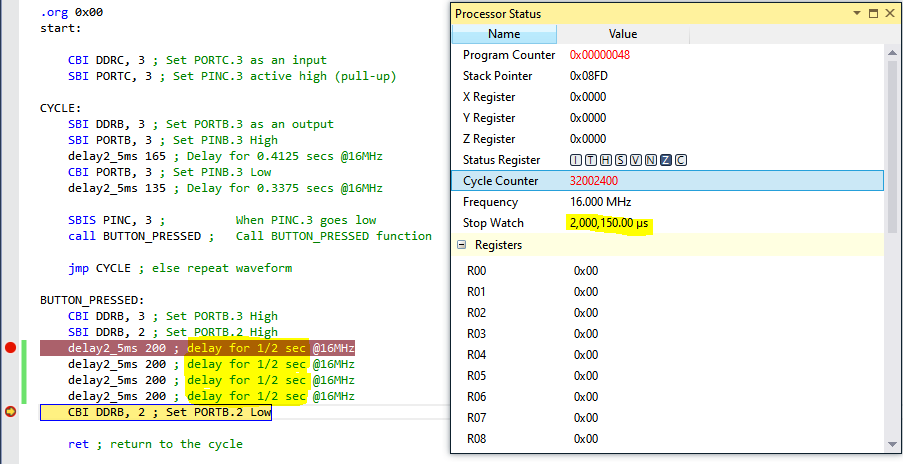 .org 0x00
start:
CBI DDRC, 3 ; Set PORTC.3 as an input
SBI PORTC, 3 ; Set PINC.3 active high (pull-up)
CYCLE:
SBI DDRB, 3 ; Set PORTB.3 as an output
SBI PORTB, 3 ; Set PINB.3 High
delay2_5ms 165 ; Delay for 0.4125 secs @16MHz
CBI PORTB, 3 ; Set PINB.3 Low
delay2_5ms 135 ; Delay for 0.3375 secs @16MHz
SBIS PINC, 3 ; When PINC.3 goes low
call BUTTON_PRESSED ; Call BUTTON_PRESSED function
jmp CYCLE ; else repeat waveform
BUTTON_PRESSED:
CBI DDRB, 3 ; Set PORTB.3 High
SBI DDRB, 2 ; Set PORTB.2 High
delay2_5ms 200 ; delay for 1/2 sec @16MHz
delay2_5ms 200 ; delay for 1/2 sec @16MHz
delay2_5ms 200 ; delay for 1/2 sec @16MHz
delay2_5ms 200 ; delay for 1/2 sec @16MHz
CBI DDRB, 2 ; Set PORTB.2 Low
ret ; return to the cycle
Processor Status
Name Value
Program Counter 0x00000048
Stack Pointer 0x08FD
X Register 0x0000
Y Register 0x0000
Z Register 0x0000
Status Register I T H S V N Z C
Cycle Counter 32002400
Frequency 16.000 MHz
Stop Watch 2,000,150.00 µs
Registers
R00 0x00
R01 0x00
R02 0x00
R03 0x00
R04 0x00
R05 0x00
R06 0x00
R07 0x00
R08 0x00